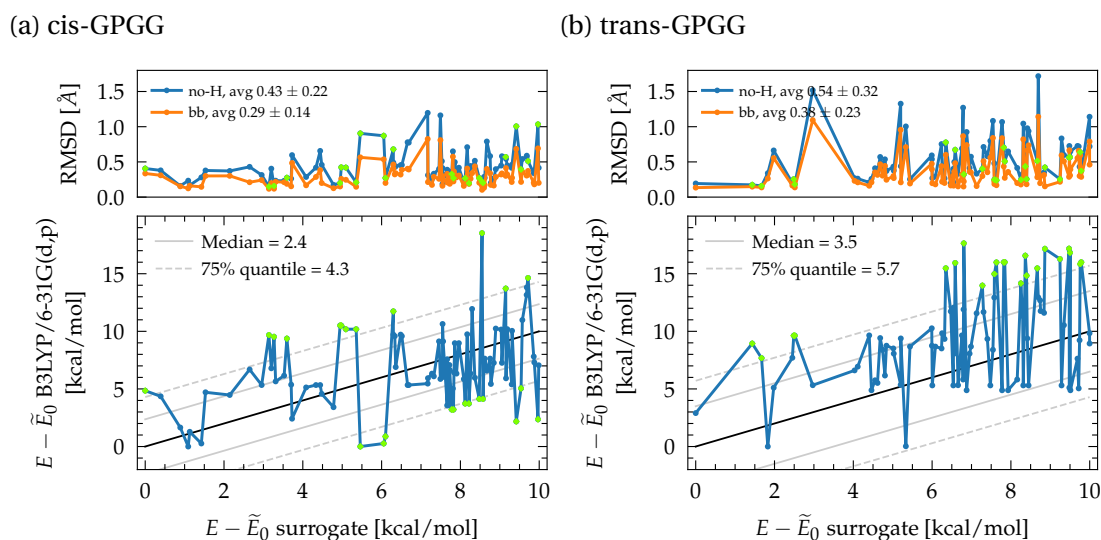 (a) cis-GPGG
(b) trans-GPGG
RMSD [Å]
1.5
1.0
0.5
0.0
no-H, avg 0.43 ± 0.22
bb, avg 0.29 ± 0.14
RMSD [Å]
1.5
1.0
0.5
0.0
no-H, avg 0.54 ± 0.32
bb, avg 0.38 ± 0.23
E − Ẽ₀ B3LYP/6-31G(d,p)
[kcal/mol]
15
10
5
0
Median = 2.4
75% quantile = 4.3
0 2 4 6 8 10
E − Ẽ₀ surrogate [kcal/mol]
E − Ẽ₀ B3LYP/6-31G(d,p)
[kcal/mol]
15
10
5
0
Median = 3.5
75% quantile = 5.7
0 2 4 6 8 10
E − Ẽ₀ surrogate [kcal/mol]